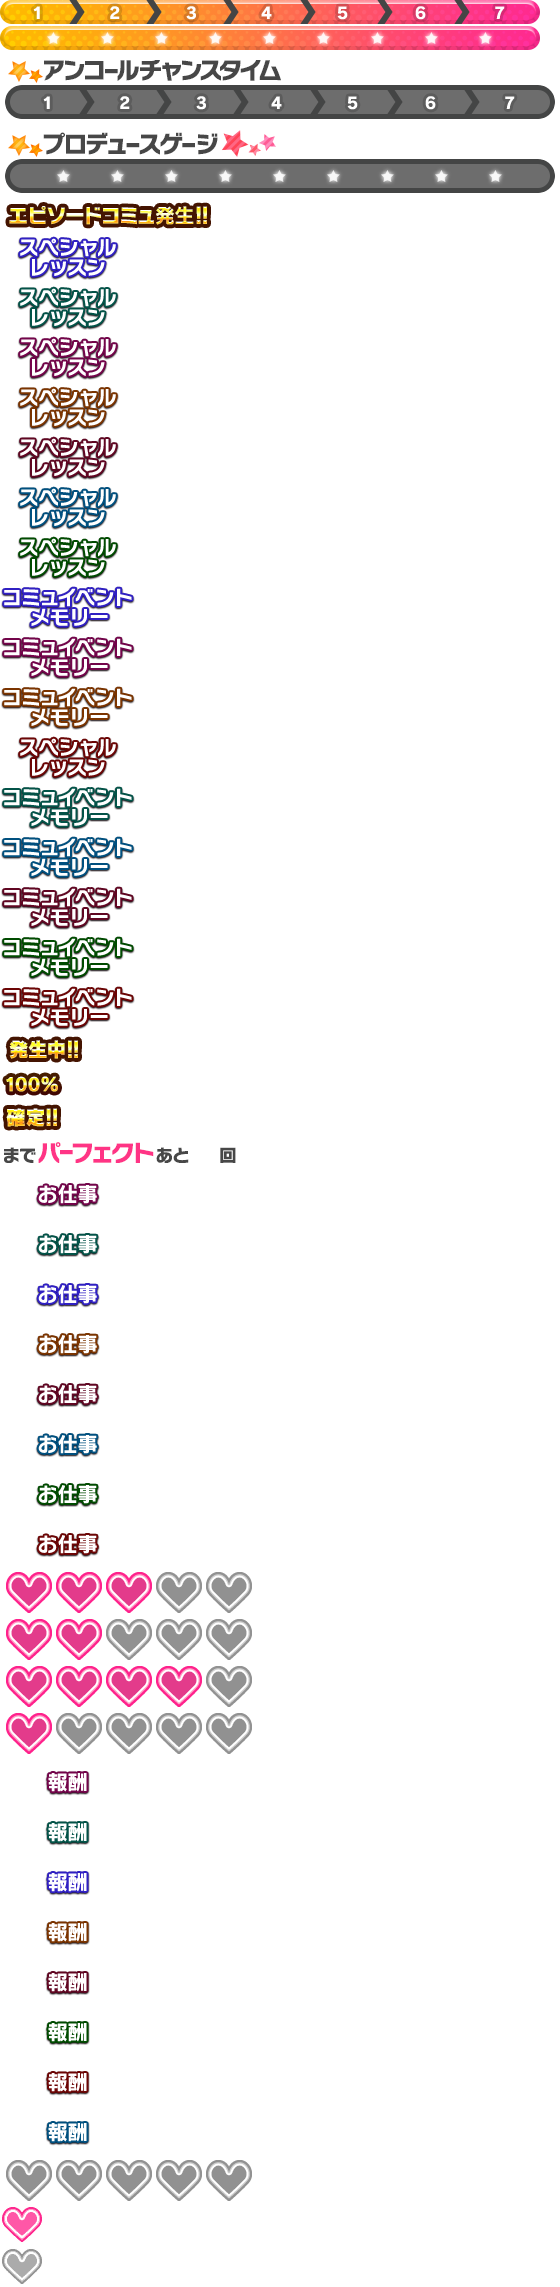 1 2 3 4 5 6 7
アンコールチャンスタイム
1 2 3 4 5 6 7
プロデュースゲージ
エピソードコミュ発生!!
スペシャル
レッスン
スペシャル
レッスン
スペシャル
レッスン
スペシャル
レッスン
スペシャル
レッスン
スペシャル
レッスン
スペシャル
レッスン
コミュイベント
メモリー
コミュイベント
メモリー
コミュイベント
メモリー
スペシャル
レッスン
コミュイベント
メモリー
コミュイベント
メモリー
コミュイベント
メモリー
コミュイベント
メモリー
コミュイベント
メモリー
発生中!!
100%
確定!!
までパーフェクトあと 回
お仕事
お仕事
お仕事
お仕事
お仕事
お仕事
お仕事
お仕事
報酬
報酬
報酬
報酬
報酬
報酬
報酬
報酬